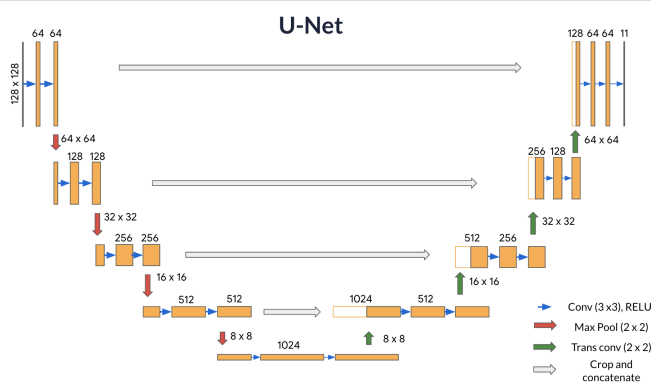 U-Net
64 64
128 64 64 11
128 x 128
64 x 64
64 x 64
128 128
256 128
32 x 32
32 x 32
256 256
512 256
16 x 16
16 x 16
512 512
1024 512
8 x 8
8 x 8
1024
Conv (3 x3), RELU
Max Pool (2 x 2)
Trans conv (2 x 2)
Crop and
concatenate